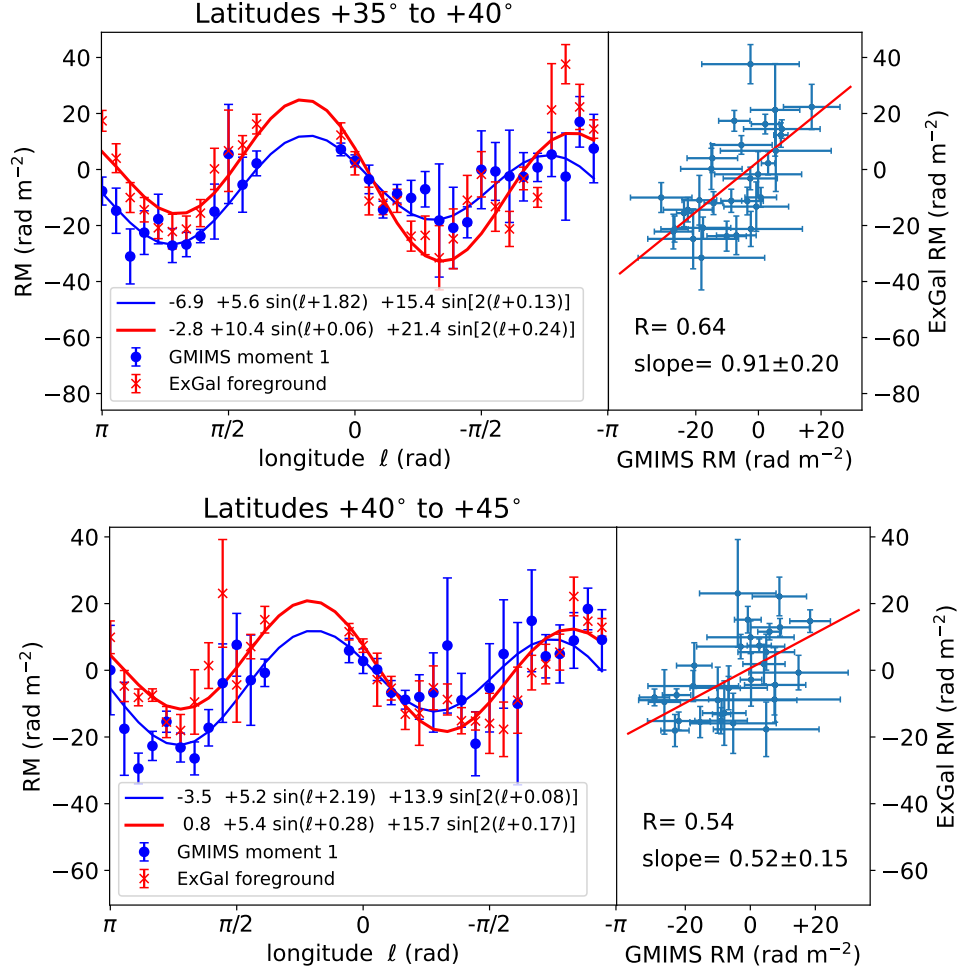 Latitudes +35° to +40°
40
20
0
−20
−40
−60
−80
RM (rad m⁻²)
-6.9 +5.6 sin(ℓ+1.82) +15.4 sin[2(ℓ+0.13)]
-2.8 +10.4 sin(ℓ+0.06) +21.4 sin[2(ℓ+0.24)]
GMIMS moment 1
ExGal foreground
π
π/2
0
-π/2
-π
longitude ℓ (rad)
R= 0.64
slope= 0.91±0.20
-20
0
+20
GMIMS RM (rad m⁻²)
40
20
0
−20
−40
−60
−80
ExGal RM (rad m⁻²)
Latitudes +40° to +45°
40
20
0
−20
−40
−60
RM (rad m⁻²)
-3.5 +5.2 sin(ℓ+2.19) +13.9 sin[2(ℓ+0.08)]
0.8 +5.4 sin(ℓ+0.28) +15.7 sin[2(ℓ+0.17)]
GMIMS moment 1
ExGal foreground
π
π/2
0
-π/2
-π
longitude ℓ (rad)
R= 0.54
slope= 0.52±0.15
-20
0
+20
GMIMS RM (rad m⁻²)
40
20
0
−20
−40
−60
ExGal RM (rad m⁻²)